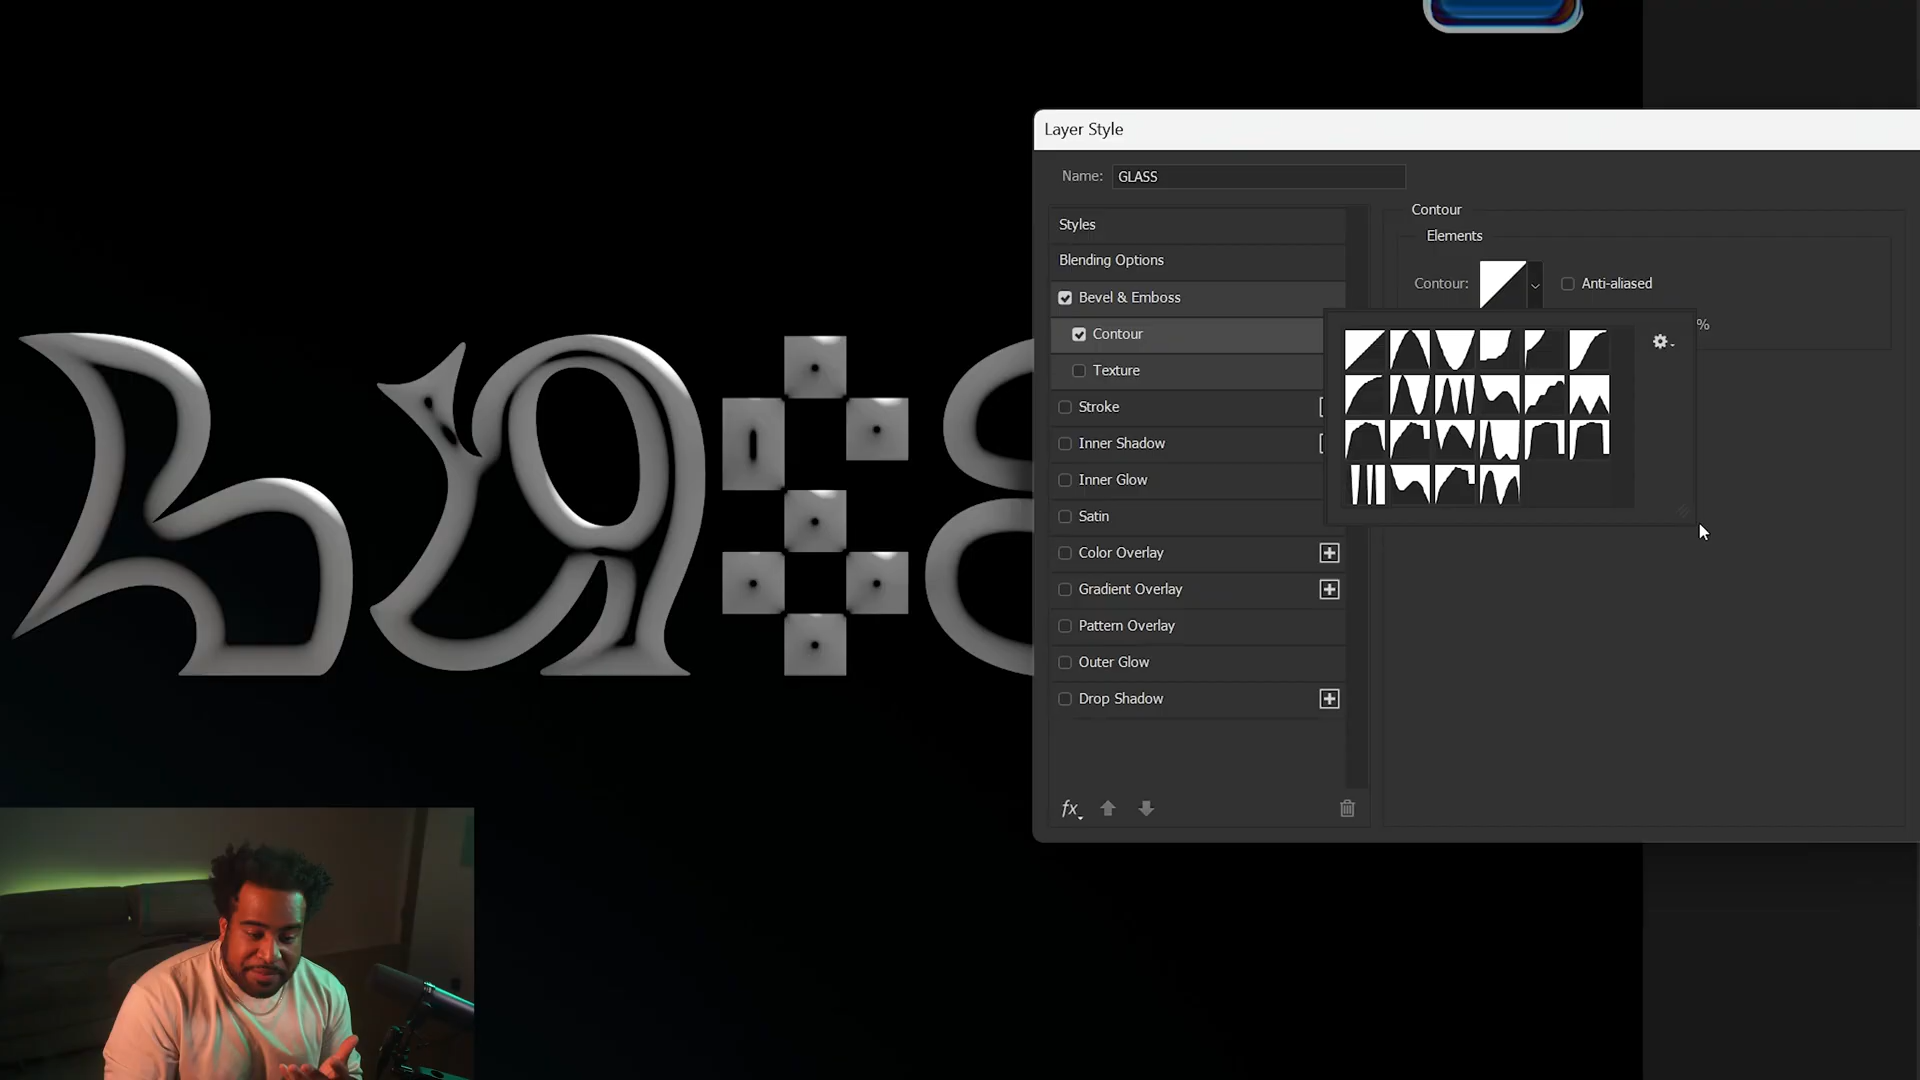 Layer Style
Name: GLASS
Styles
Blending Options
Bevel & Emboss
Contour
Texture
Stroke
Inner Shadow
Inner Glow
Satin
Color Overlay
Gradient Overlay
Pattern Overlay
Outer Glow
Drop Shadow
fx
Contour
Elements
Contour:
Anti-aliased
%